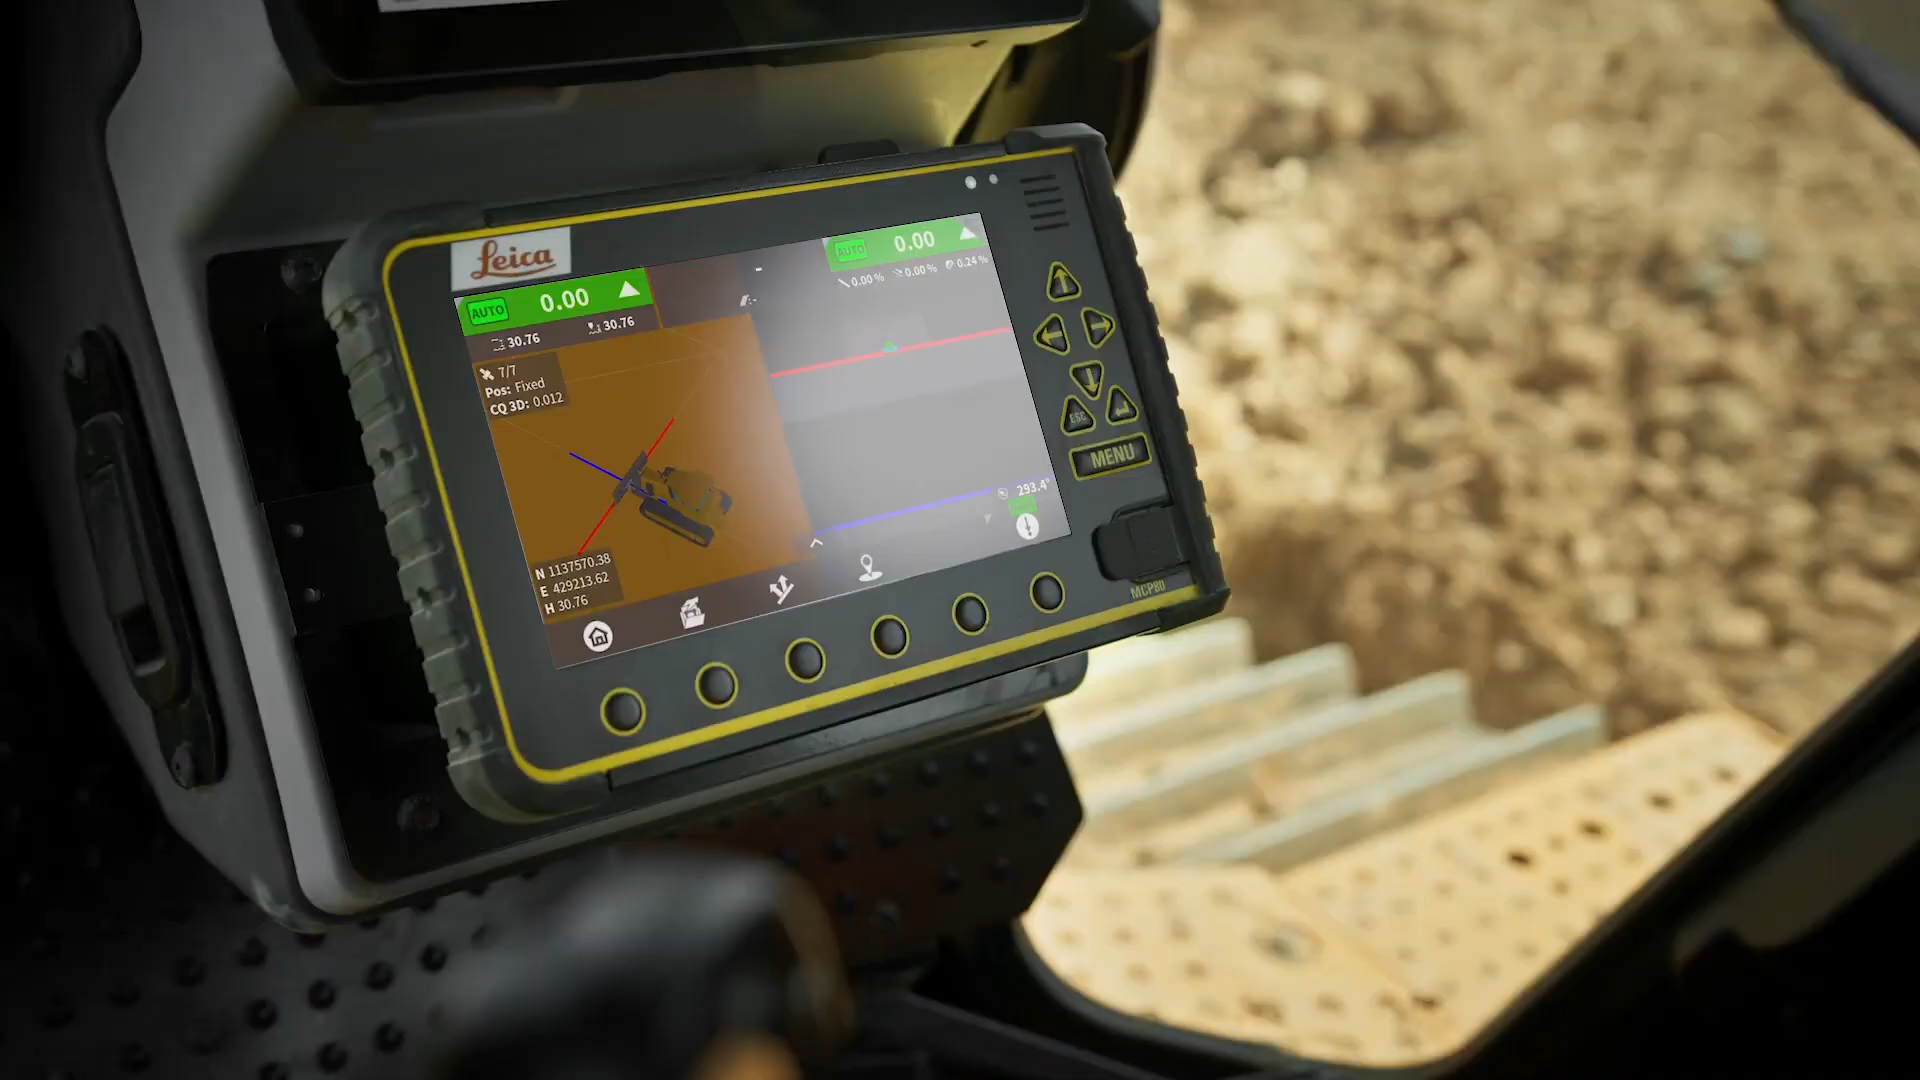 Leica
AUTO 0.00
30.76 30.76
7/7
Pos: Fixed
CQ 3D: 0.012
N 1137570.38
E 429213.62
H 30.76
AUTO 0.00
0.00 % 0.00 % 0.24 %
293.4°
ESC
MENU
MCP80